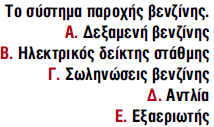 Το σύστημα παροχής βενζίνης.
Α. Δεξαμενή βενζίνης
Β. Ηλεκτρικός δείκτης στάθμης
Γ. Σωληνώσεις βενζίνης
Δ. Αντλία
Ε. Εξαεριωτής